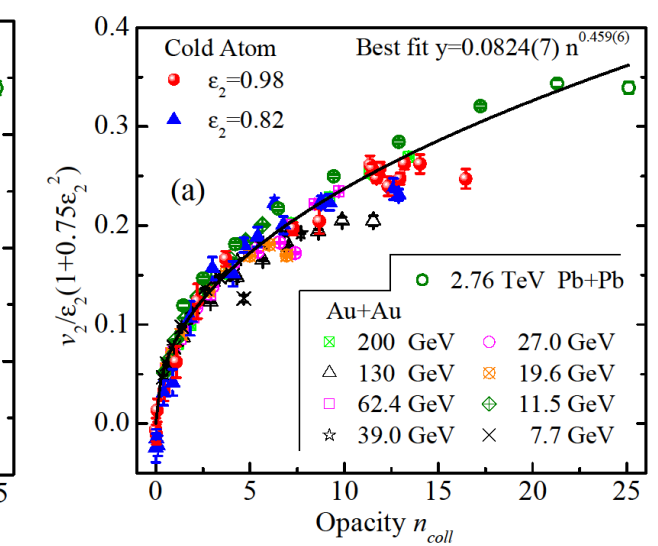 0.4
0.3
0.2
0.1
0.0
v₂/ε₂(1+0.75ε₂²)
Cold Atom
ε₂=0.98
ε₂=0.82
Best fit y=0.0824(7) n^0.459(6)
(a)
2.76 TeV Pb+Pb
Au+Au
200 GeV 27.0 GeV
130 GeV 19.6 GeV
62.4 GeV 11.5 GeV
39.0 GeV 7.7 GeV
5 0 5 10 15 20 25
Opacity n_coll